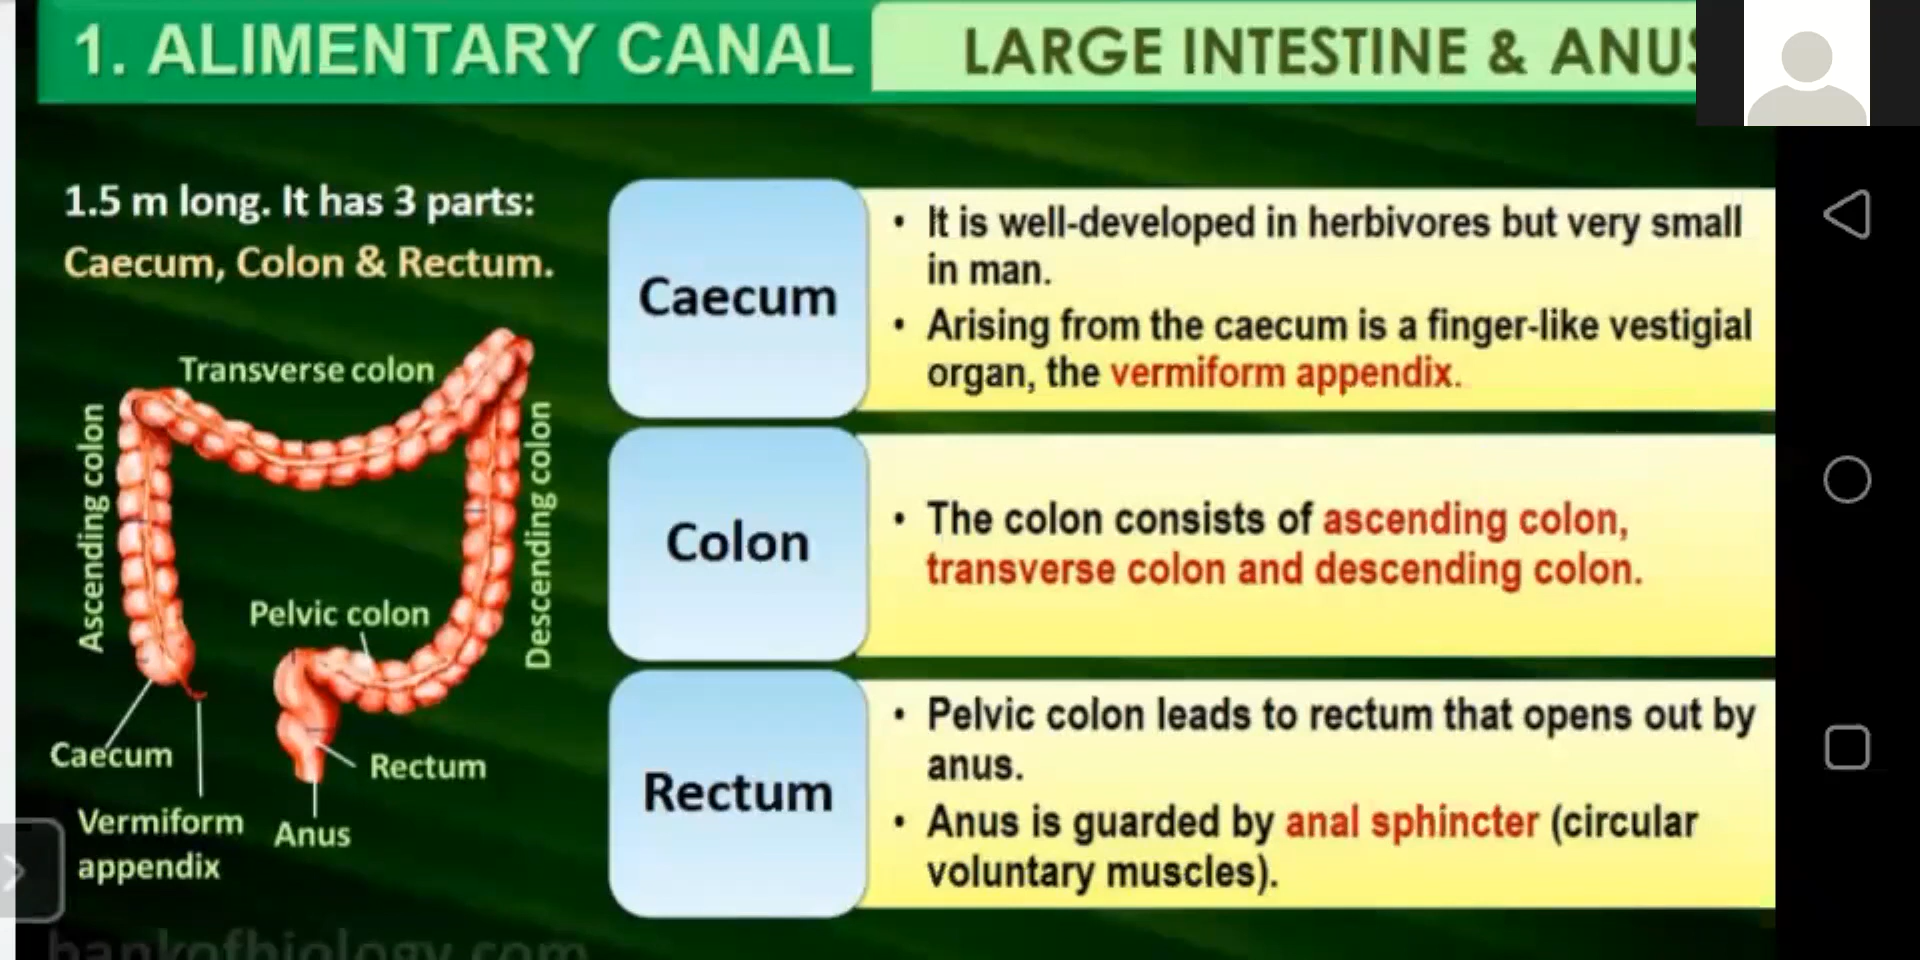 1. ALIMENTARY CANAL
LARGE INTESTINE & ANUS
1.5 m long. It has 3 parts:
Caecum, Colon & Rectum.
Transverse colon
Ascending colon
Descending colon
Pelvic colon
Caecum
Rectum
Vermiform
appendix
Anus
Caecum
• It is well-developed in herbivores but very small
in man.
• Arising from the caecum is a finger-like vestigial
organ, the vermiform appendix.
Colon
• The colon consists of ascending colon,
transverse colon and descending colon.
Rectum
• Pelvic colon leads to rectum that opens out by
anus.
• Anus is guarded by anal sphincter (circular
voluntary muscles).
bankofbiology.com